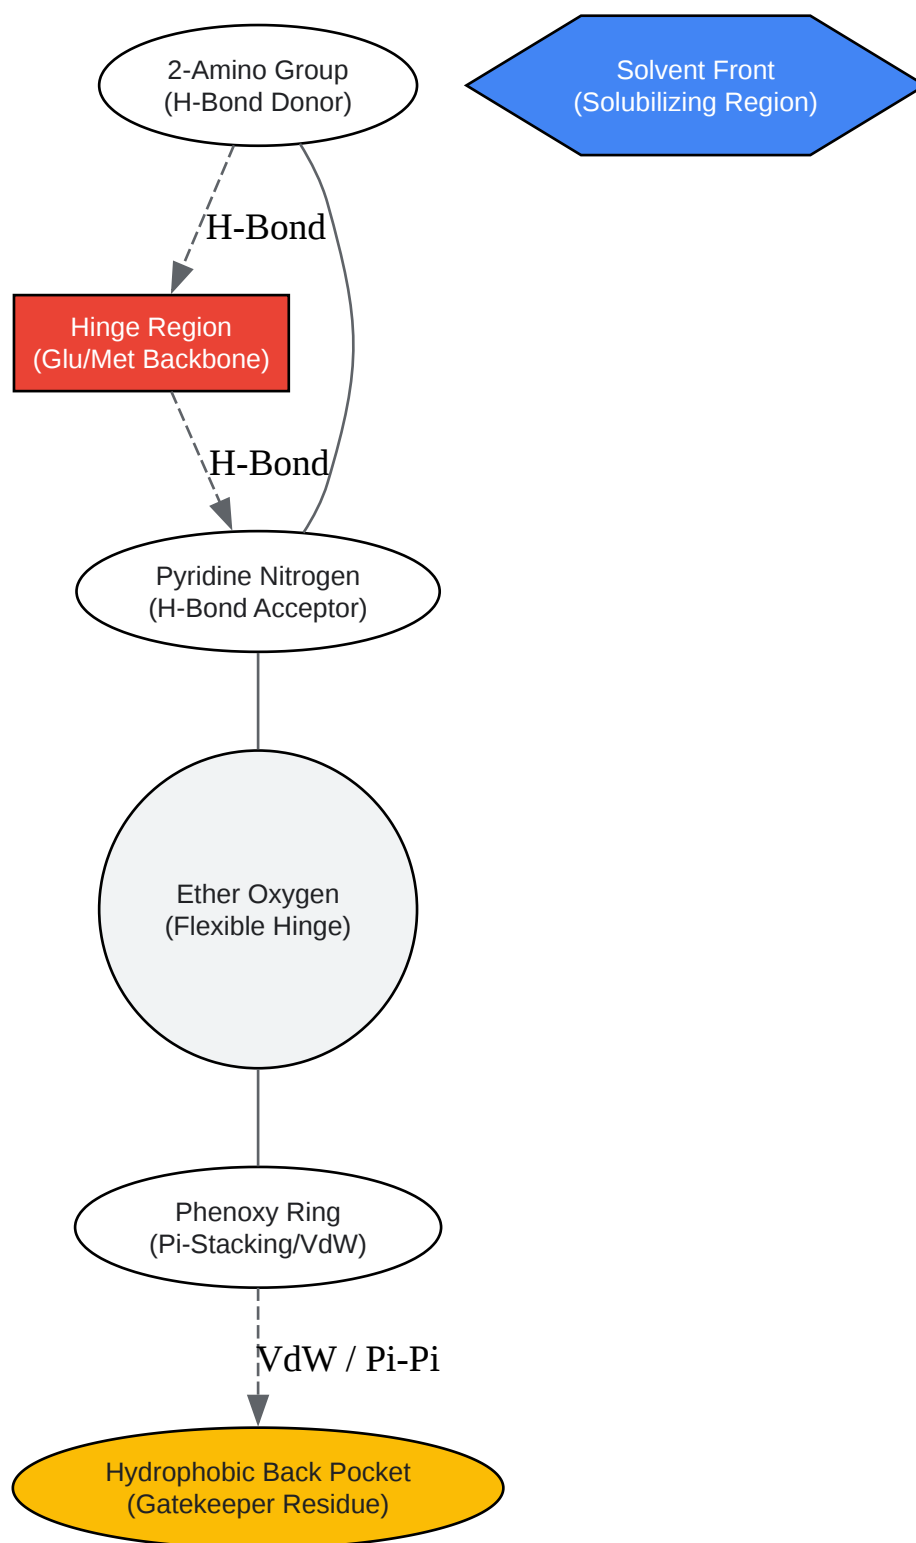 2-Amino Group
(H-Bond Donor)
Solvent Front
(Solubilizing Region)
H-Bond
Hinge Region
(Glu/Met Backbone)
H-Bond
Pyridine Nitrogen
(H-Bond Acceptor)
Ether Oxygen
(Flexible Hinge)
Phenoxy Ring
(Pi-Stacking/VdW)
VdW / Pi-Pi
Hydrophobic Back Pocket
(Gatekeeper Residue)